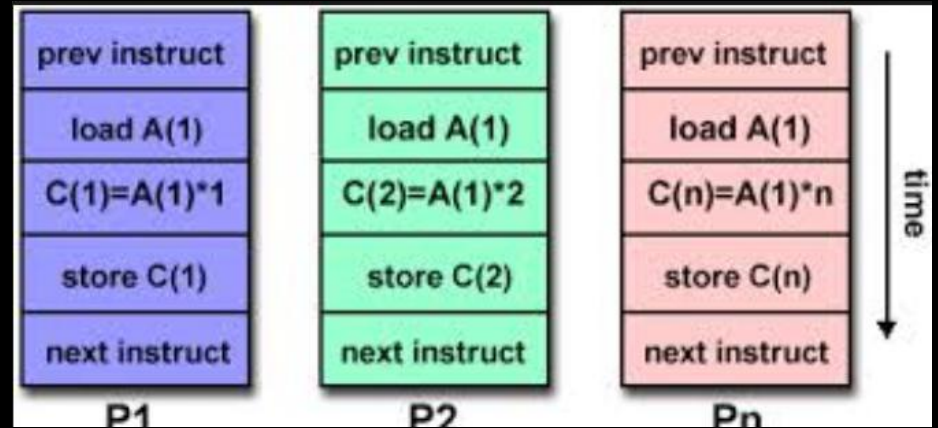 prev instruct
load A(1)
C(1)=A(1)*1
store C(1)
next instruct
P1
prev instruct
load A(1)
C(2)=A(1)*2
store C(2)
next instruct
P2
prev instruct
load A(1)
C(n)=A(1)*n
store C(n)
next instruct
Pn
time